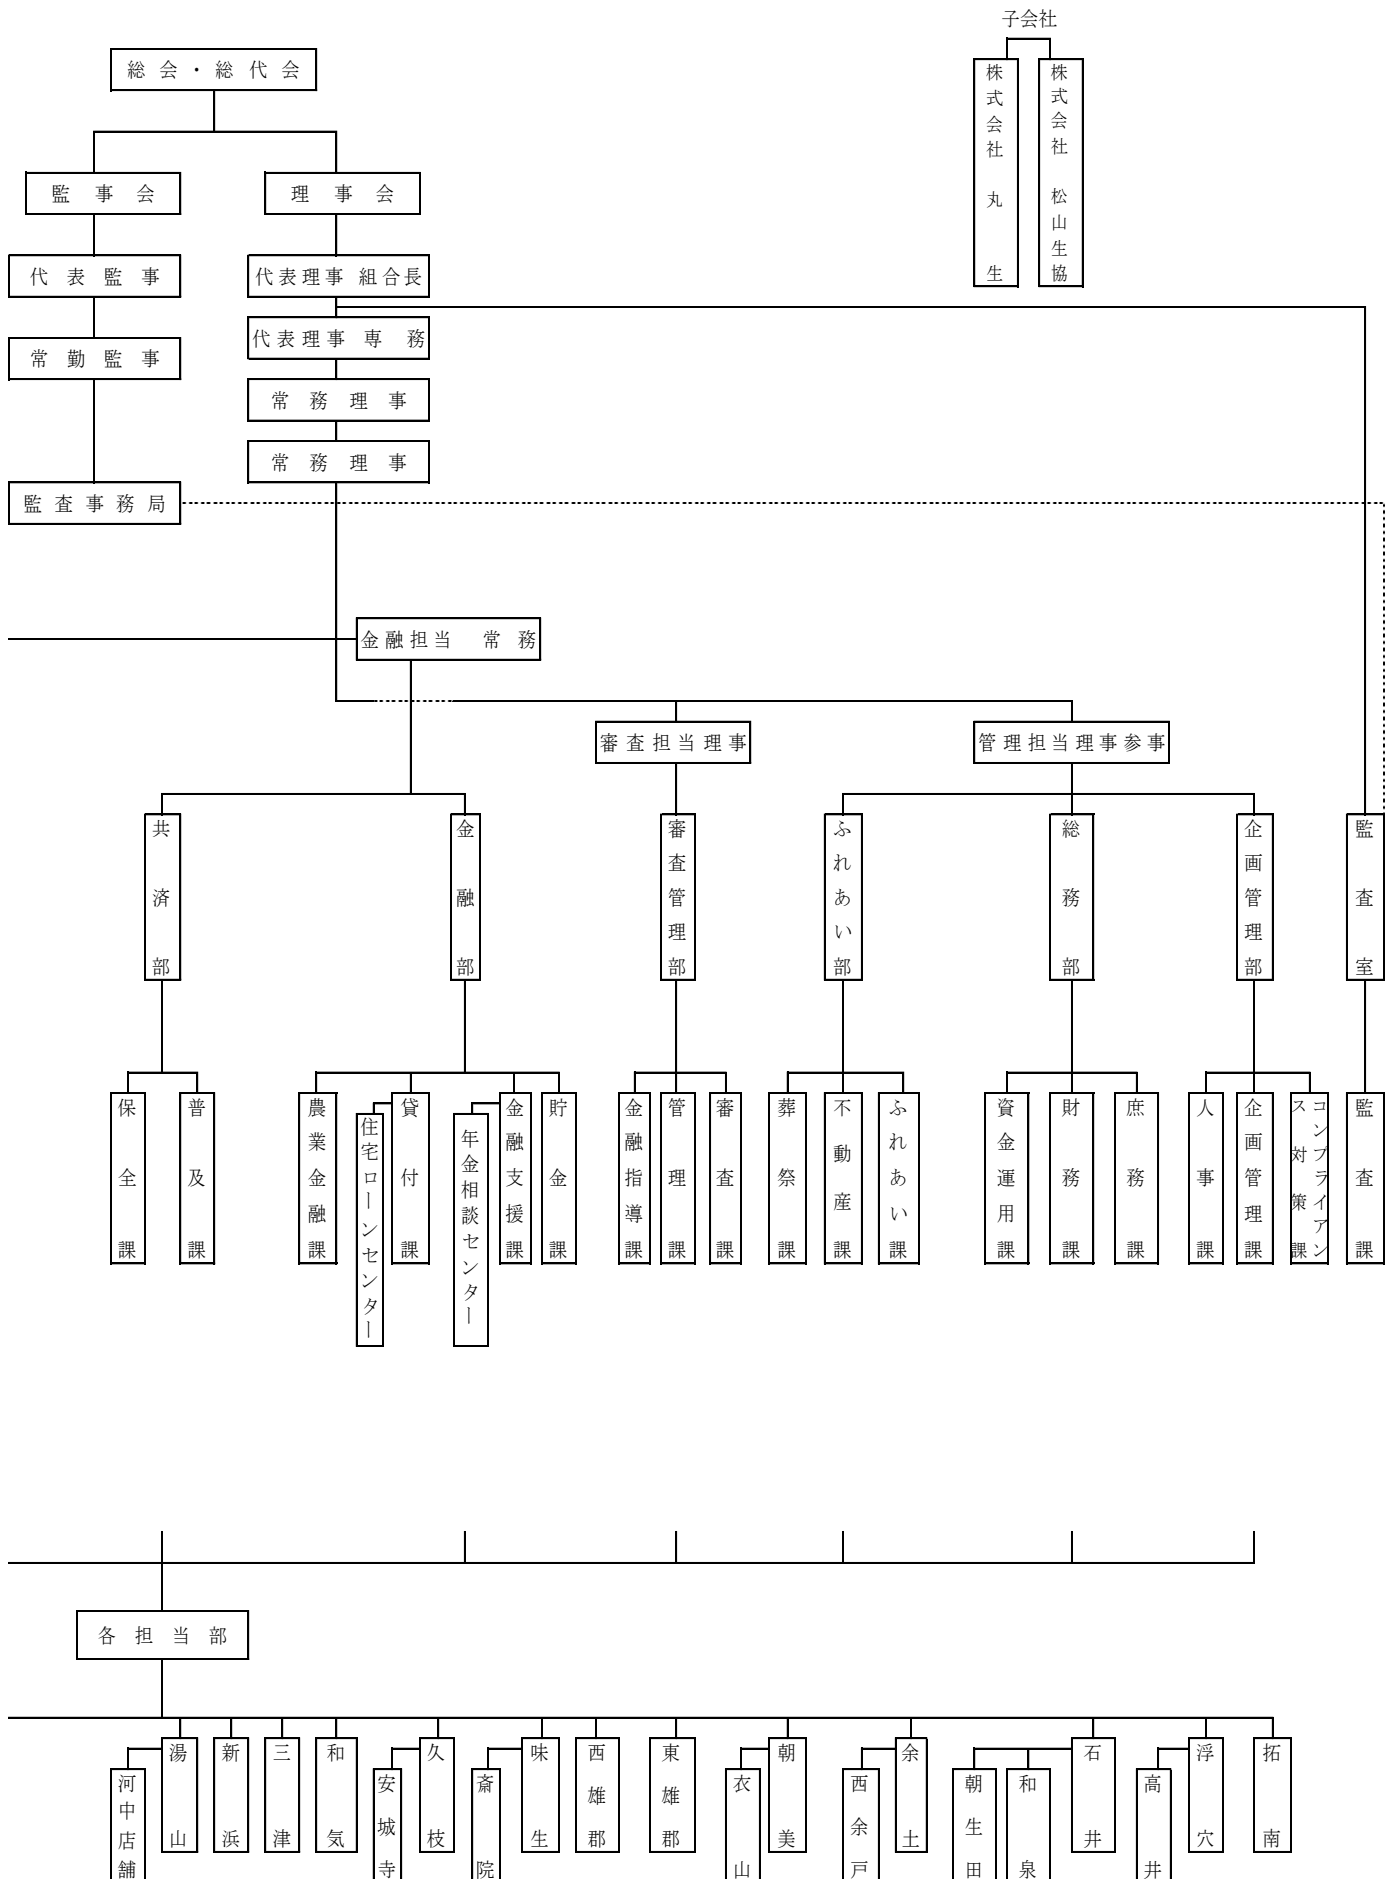 子会社
総会・総代会
株式会社 丸生
株式会社 松山生協
監事会
理事会
代表監事
代表理事 組合長
代表理事 専務
常勤監事
常務理事
常務理事
監査事務局
金融担当 常務
審査担当理事
管理担当理事参事
共済部
金融部
審査管理部
ふれあい部
総務部
企画管理部
監査室
保全課
普及課
農業金融課
住宅ローンセンター
貸付課
年金相談センター
金融支援課
貯金課
金融指導課
管理課
審査課
葬祭課
不動産課
ふれあい課
資金運用課
財務課
庶務課
人事課
企画管理課
コンプライアン
ス対策課
監査課
各担当部
河中店舗
湯山
新浜
三津
和気
安城寺
久枝
斎院
味生
西雄郡
東雄郡
衣山
朝美
西余戸
余土
朝生田
和泉
石井
高井
浮穴
拓南